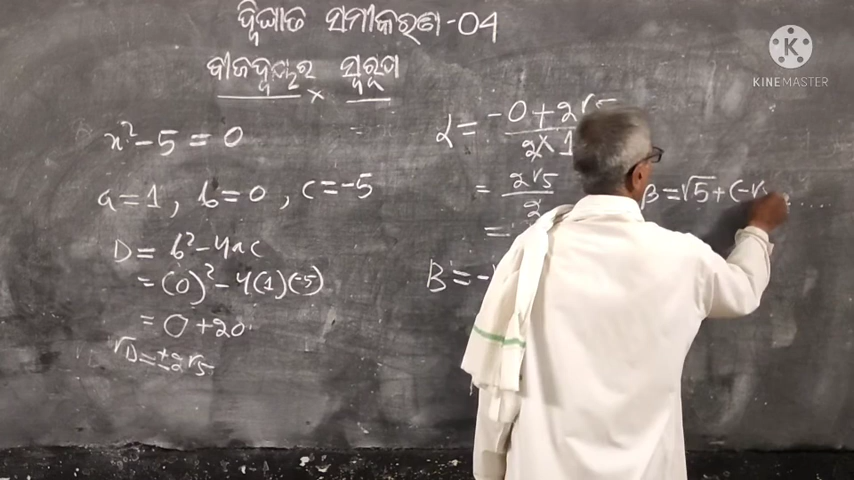 ଦ୍ୱିଘାତ ସମୀକରଣ-04
ବୀଜଦ୍ୱୟର ସ୍ୱରୂପ
x² - 5 = 0
a = 1, b = 0, c = -5
D = b² - 4ac
= (0)² - 4(1)(-5)
= 0 + 20
√D = ±2√5
α = -0 + 2√5 / 2×1
= 2√5 / 2
=
β = -
β = √5 + (-√5
KINEMASTER